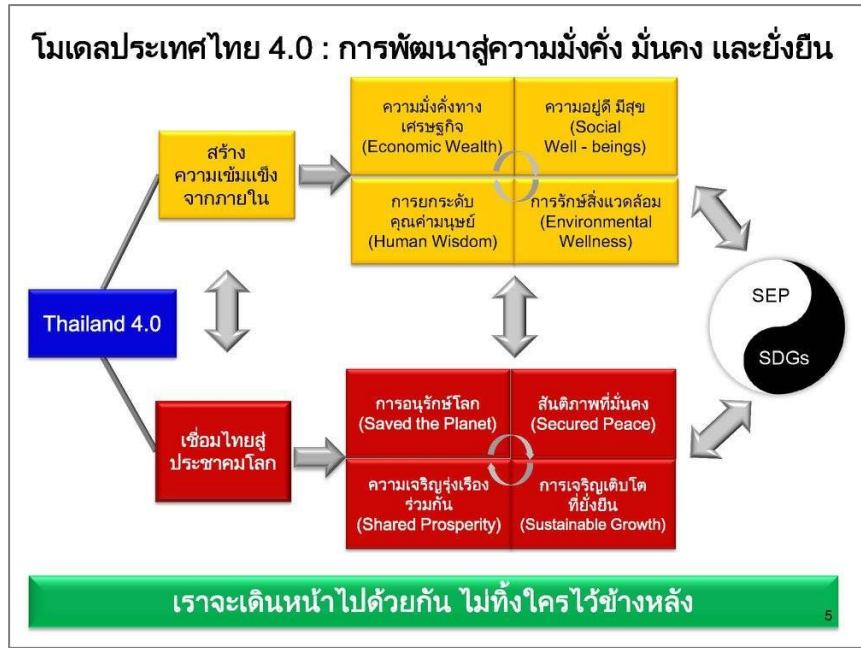 โมเดลประเทศไทย 4.0 : การพัฒนาสู่ความมั่งคั่ง มั่นคง และยั่งยืน
ความมั่งคั่งทาง
เศรษฐกิจ
(Economic Wealth)
ความอยู่ดี มีสุข
(Social
Well - beings)
สร้าง
ความเข้มแข็ง
จากภายใน
การยกระดับ
คุณค่ามนุษย์
(Human Wisdom)
การรักษ์สิ่งแวดล้อม
(Environmental
Wellness)
Thailand 4.0
SEP
SDGs
การอนุรักษ์โลก
(Saved the Planet)
สันติภาพที่มั่นคง
(Secured Peace)
เชื่อมไทยสู่
ประชาคมโลก
ความเจริญรุ่งเรือง
ร่วมกัน
(Shared Prosperity)
การเจริญเติบโต
ที่ยั่งยืน
(Sustainable Growth)
เราจะเดินหน้าไปด้วยกัน ไม่ทิ้งใครไว้ข้างหลัง
5